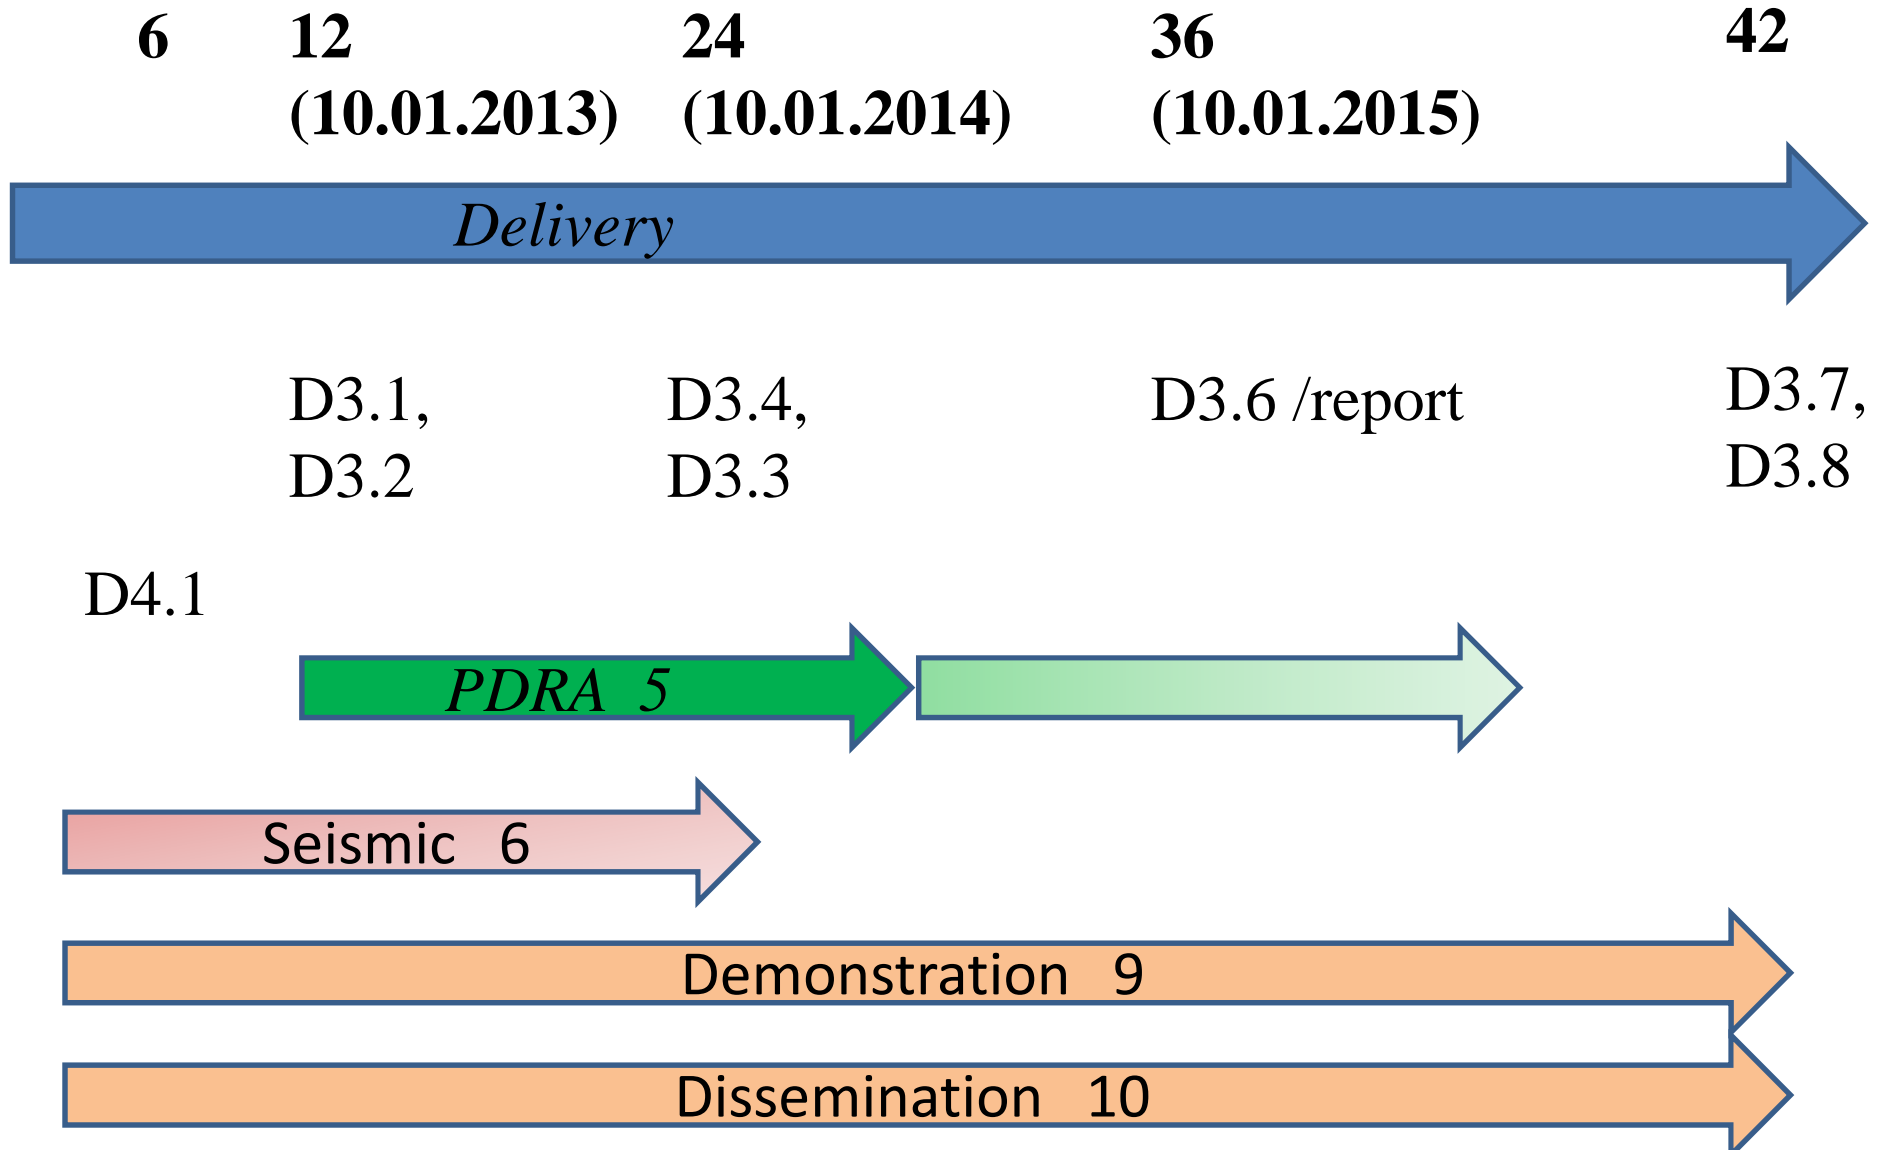 6 12 24 36 42
(10.01.2013) (10.01.2014) (10.01.2015)
Delivery
D3.1, D3.4, D3.6 /report D3.7,
D3.2 D3.3 D3.8
D4.1
PDRA 5
Seismic 6
Demonstration 9
Dissemination 10